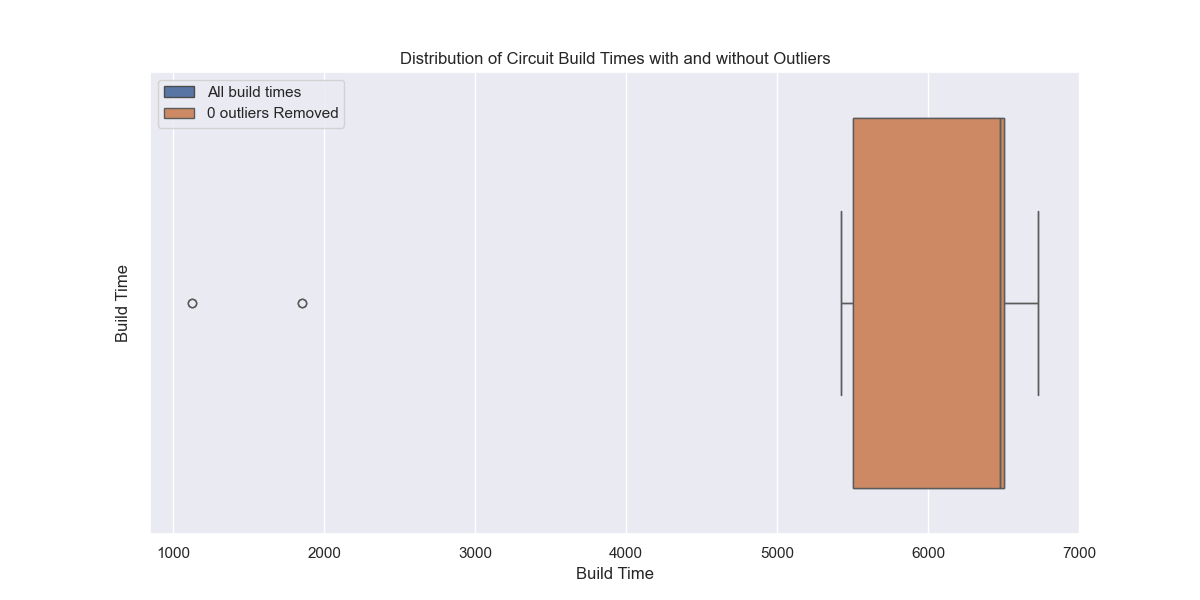 Distribution of Circuit Build Times with and without Outliers
All build times
0 outliers Removed
Build Time
1000 2000 3000 4000 5000 6000 7000
Build Time